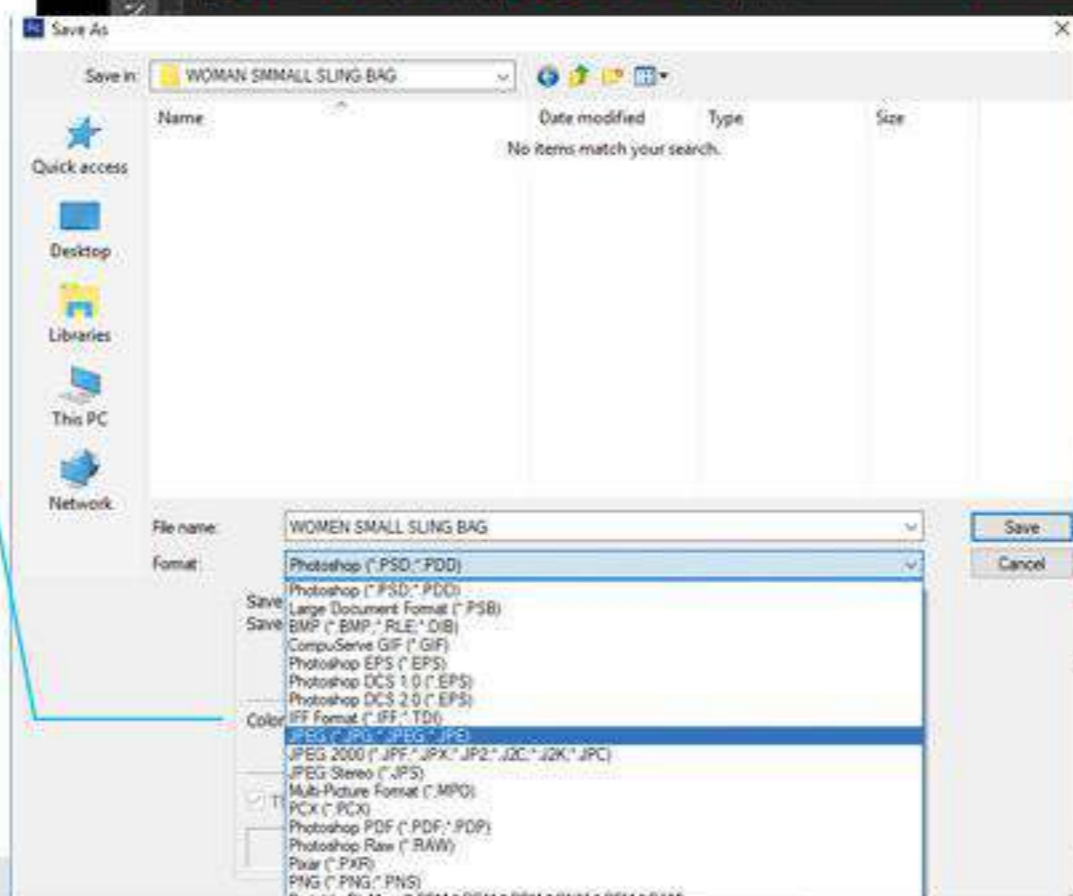 Save As
Save in:
WOMAN SMMALL SLING BAG
Name
Date modified
Type
Size
No items match your search.
Quick access
Desktop
Libraries
This PC
Network
File name:
WOMEN SMALL SLING BAG
Save
Format:
Photoshop (*.PSD;*.PDD)
Cancel
Save
Save
Color
Photoshop (*.PSD;*.PDD)
Large Document Format (*.PSB)
BMP (*.BMP;*.RLE;*.DIB)
CompuServe GIF (*.GIF)
Photoshop EPS (*.EPS)
Photoshop DCS 1.0 (*.EPS)
Photoshop DCS 2.0 (*.EPS)
IFF Format (*.IFF;*.TDI)
JPEG (*.JPG;*.JPEG;*.JPE)
JPEG 2000 (*.JPF;*.JPX;*.JP2;*.J2C;*.J2K;*.JPC)
JPEG Stereo (*.JPS)
Multi-Picture Format (*.MPO)
PCX (*.PCX)
Photoshop PDF (*.PDF;*.PDP)
Photoshop Raw (*.RAW)
Pixar (*.PXR)
PNG (*.PNG;*.PNS)